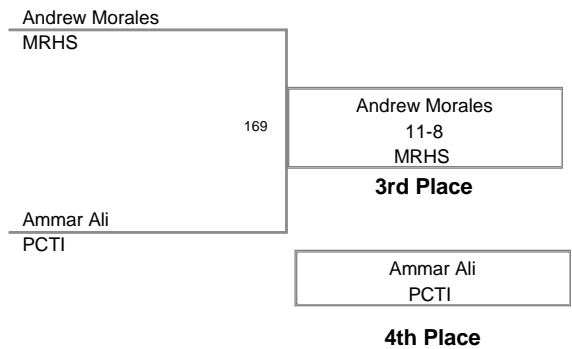 Andrew Morales
MRHS
169
Andrew Morales
11-8
MRHS
3rd Place
Ammar Ali
PCTI
Ammar Ali
PCTI
4th Place